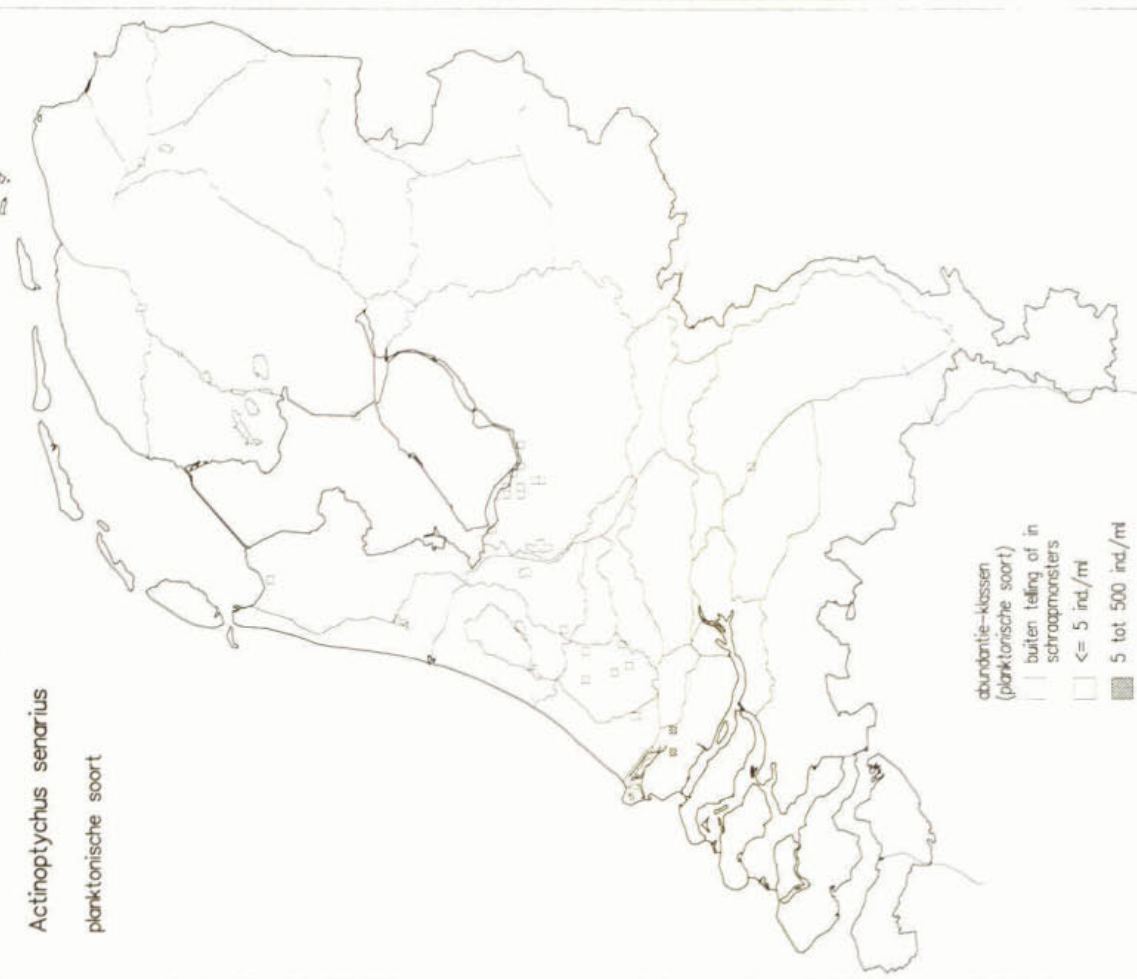 Actinoptychus senarius
planktonische soort
abundantie-klassen
(planktonische soort)
buiten telling of in
schraapmonsters
<= 5 ind./ml
5 tot 500 ind./ml